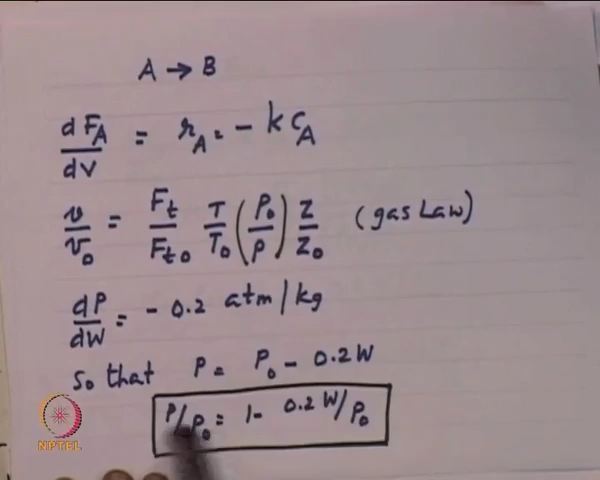 A → B
dF_A/dV = r_A = - k C_A
v/v_0 = F_t/F_t0 T/T_0 (P_0/P) Z/Z_0 (gas Law)
dP/dW = - 0.2 atm/kg
so that P = P_0 - 0.2W
P/P_0 = 1- 0.2 W/P_0
NPTEL